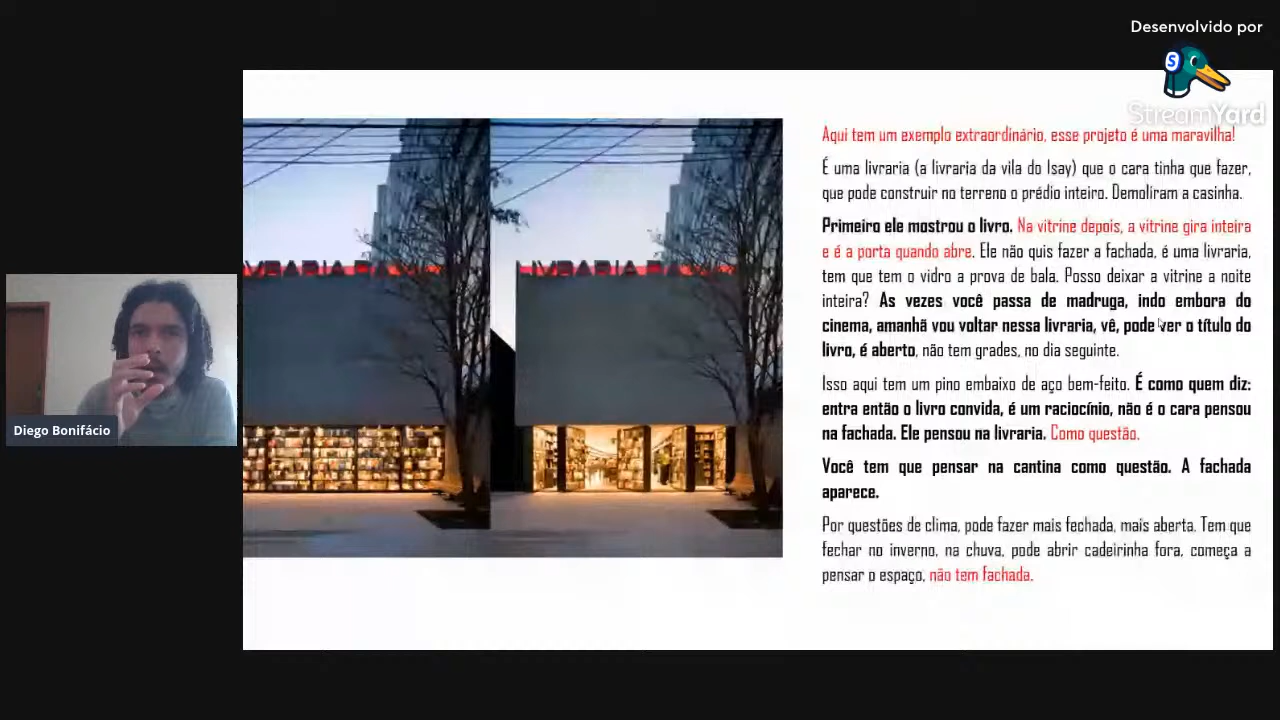 Desenvolvido por
StreamYard
Aqui tem um exemplo extraordinário, esse projeto é uma maravilha!
É uma livraria (a livraria da vila do Isay) que o cara tinha que fazer,
que pode construir no terreno o prédio inteiro. Demoliram a casinha.
Primeiro ele mostrou o livro. Na vitrine depois, a vitrine gira inteira
e é a porta quando abre. Ele não quis fazer a fachada, é uma livraria,
tem que tem o vidro a prova de bala. Posso deixar a vitrine a noite
inteira? As vezes você passa de madruga, indo embora do
cinema, amanhã vou voltar nessa livraria, vê, pode ver o título do
livro, é aberto, não tem grades, no dia seguinte.
Isso aqui tem um pino embaixo de aço bem-feito. É como quem diz:
entra então o livro convida, é um raciocínio, não é o cara pensou
na fachada. Ele pensou na livraria. Como questão.
Você tem que pensar na cantina como questão. A fachada
aparece.
Por questões de clima, pode fazer mais fechada, mais aberta. Tem que
fechar no inverno, na chuva, pode abrir cadeirinha fora, começa a
pensar o espaço, não tem fachada.
Diego Bonifácio